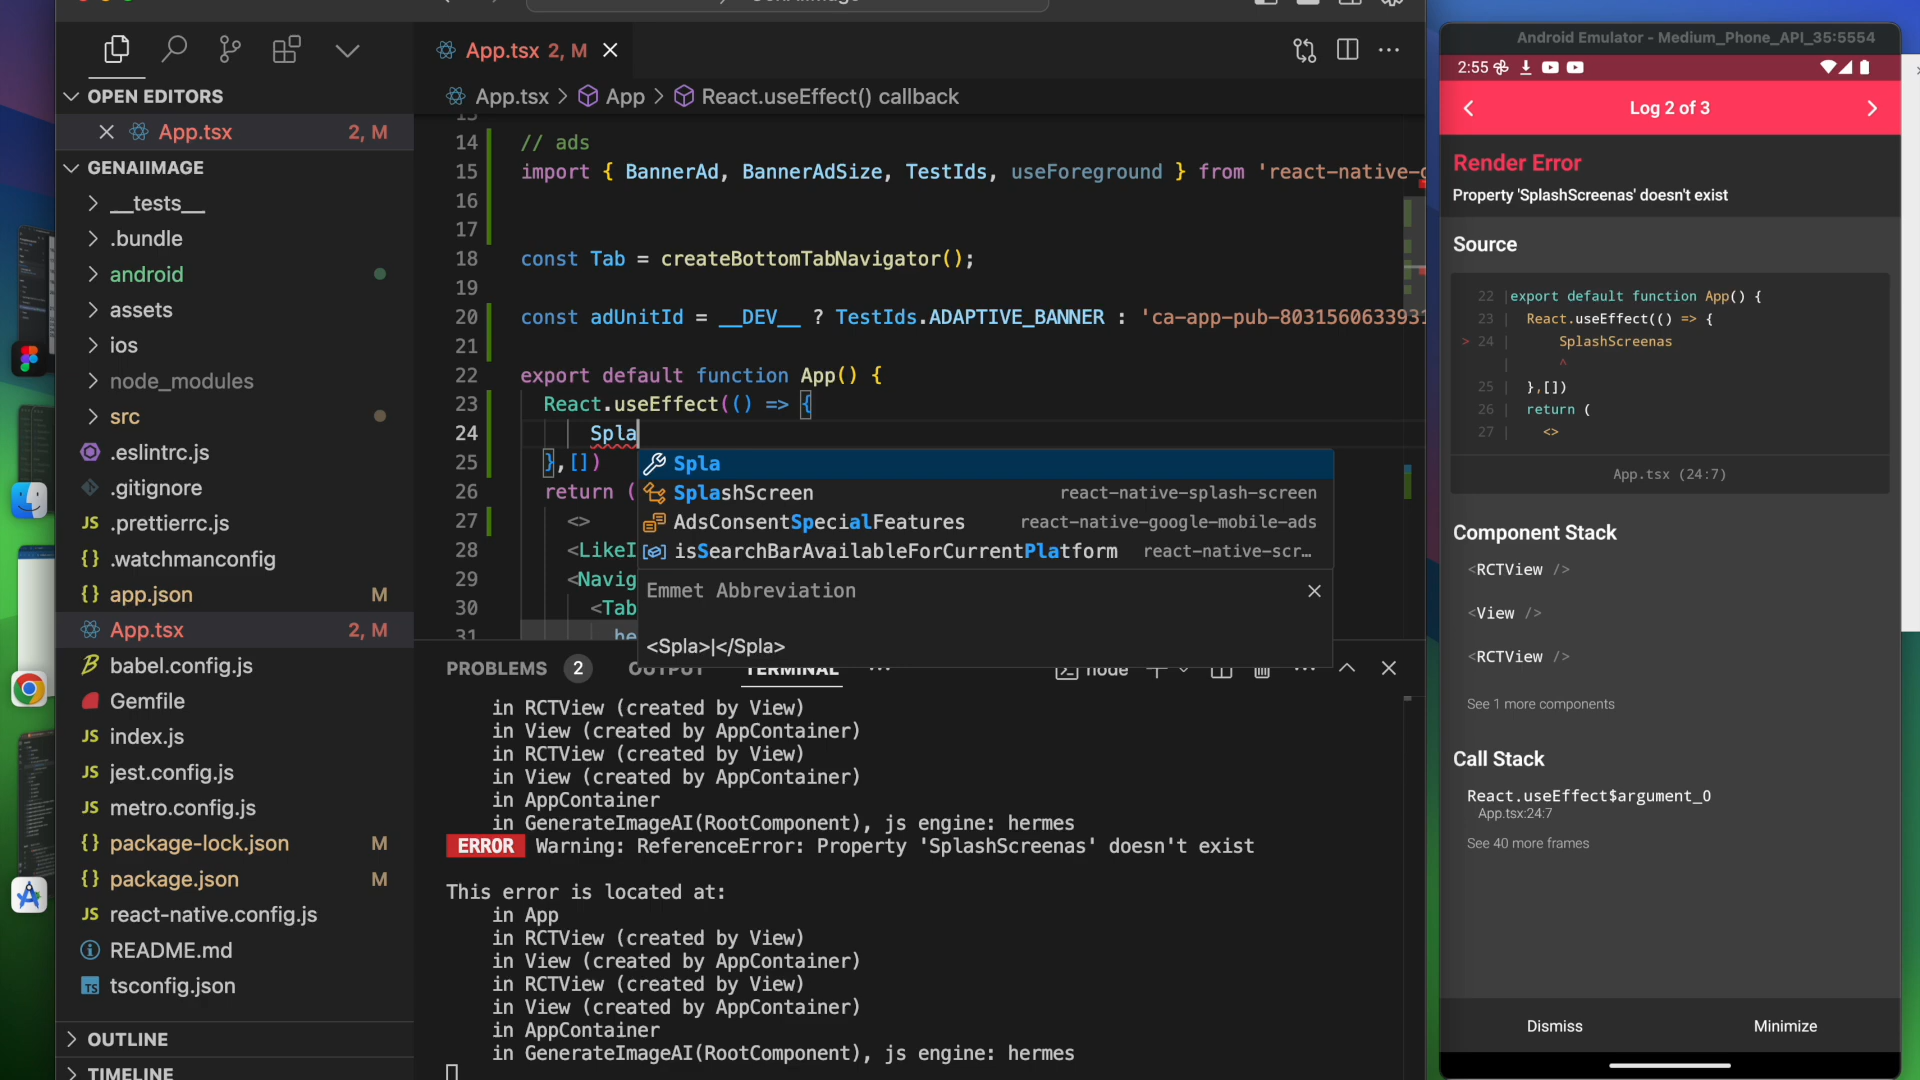 App.tsx 2, M
OPEN EDITORS
App.tsx 2, M
GENAIIMAGE
__tests__
.bundle
android
assets
ios
node_modules
src
.eslintrc.js
.gitignore
JS .prettierrc.js
{} .watchmanconfig
{} app.json M
App.tsx 2, M
babel.config.js
Gemfile
JS index.js
JS jest.config.js
JS metro.config.js
{} package-lock.json M
{} package.json M
JS react-native.config.js
README.md
TS tsconfig.json
OUTLINE
TIMELINE
App.tsx > App > React.useEffect() callback
14 // ads
15 import { BannerAd, BannerAdSize, TestIds, useForeground } from 'react-native-
16
17
18 const Tab = createBottomTabNavigator();
19
20 const adUnitId = __DEV__ ? TestIds.ADAPTIVE_BANNER : 'ca-app-pub-803156063393
21
22 export default function App() {
23 React.useEffect(() => {
24 Spla
25 },[])
26 return (
27 <>
28 <LikeI
29 <Navig
30 <Tab
31 he
Spla
SplashScreen react-native-splash-screen
AdsConsentSpecialFeatures react-native-google-mobile-ads
isSearchBarAvailableForCurrentPlatform react-native-scr…
Emmet Abbreviation
<Spla>|</Spla>
PROBLEMS 2 OUTPUT TERMINAL ··· node
in RCTView (created by View)
in View (created by AppContainer)
in RCTView (created by View)
in View (created by AppContainer)
in AppContainer
in GenerateImageAI(RootComponent), js engine: hermes
ERROR Warning: ReferenceError: Property 'SplashScreenas' doesn't exist
This error is located at:
in App
in RCTView (created by View)
in View (created by AppContainer)
in RCTView (created by View)
in View (created by AppContainer)
in AppContainer
in GenerateImageAI(RootComponent), js engine: hermes
Android Emulator - Medium_Phone_API_35:5554
2:55
Log 2 of 3
Render Error
Property 'SplashScreenas' doesn't exist
Source
22 |export default function App() {
23 | React.useEffect(() => {
> 24 | SplashScreenas
| ^
25 | },[])
26 | return (
27 | <>
App.tsx (24:7)
Component Stack
<RCTView />
<View />
<RCTView />
See 1 more components
Call Stack
React.useEffect$argument_0
App.tsx:24:7
See 40 more frames
Dismiss Minimize